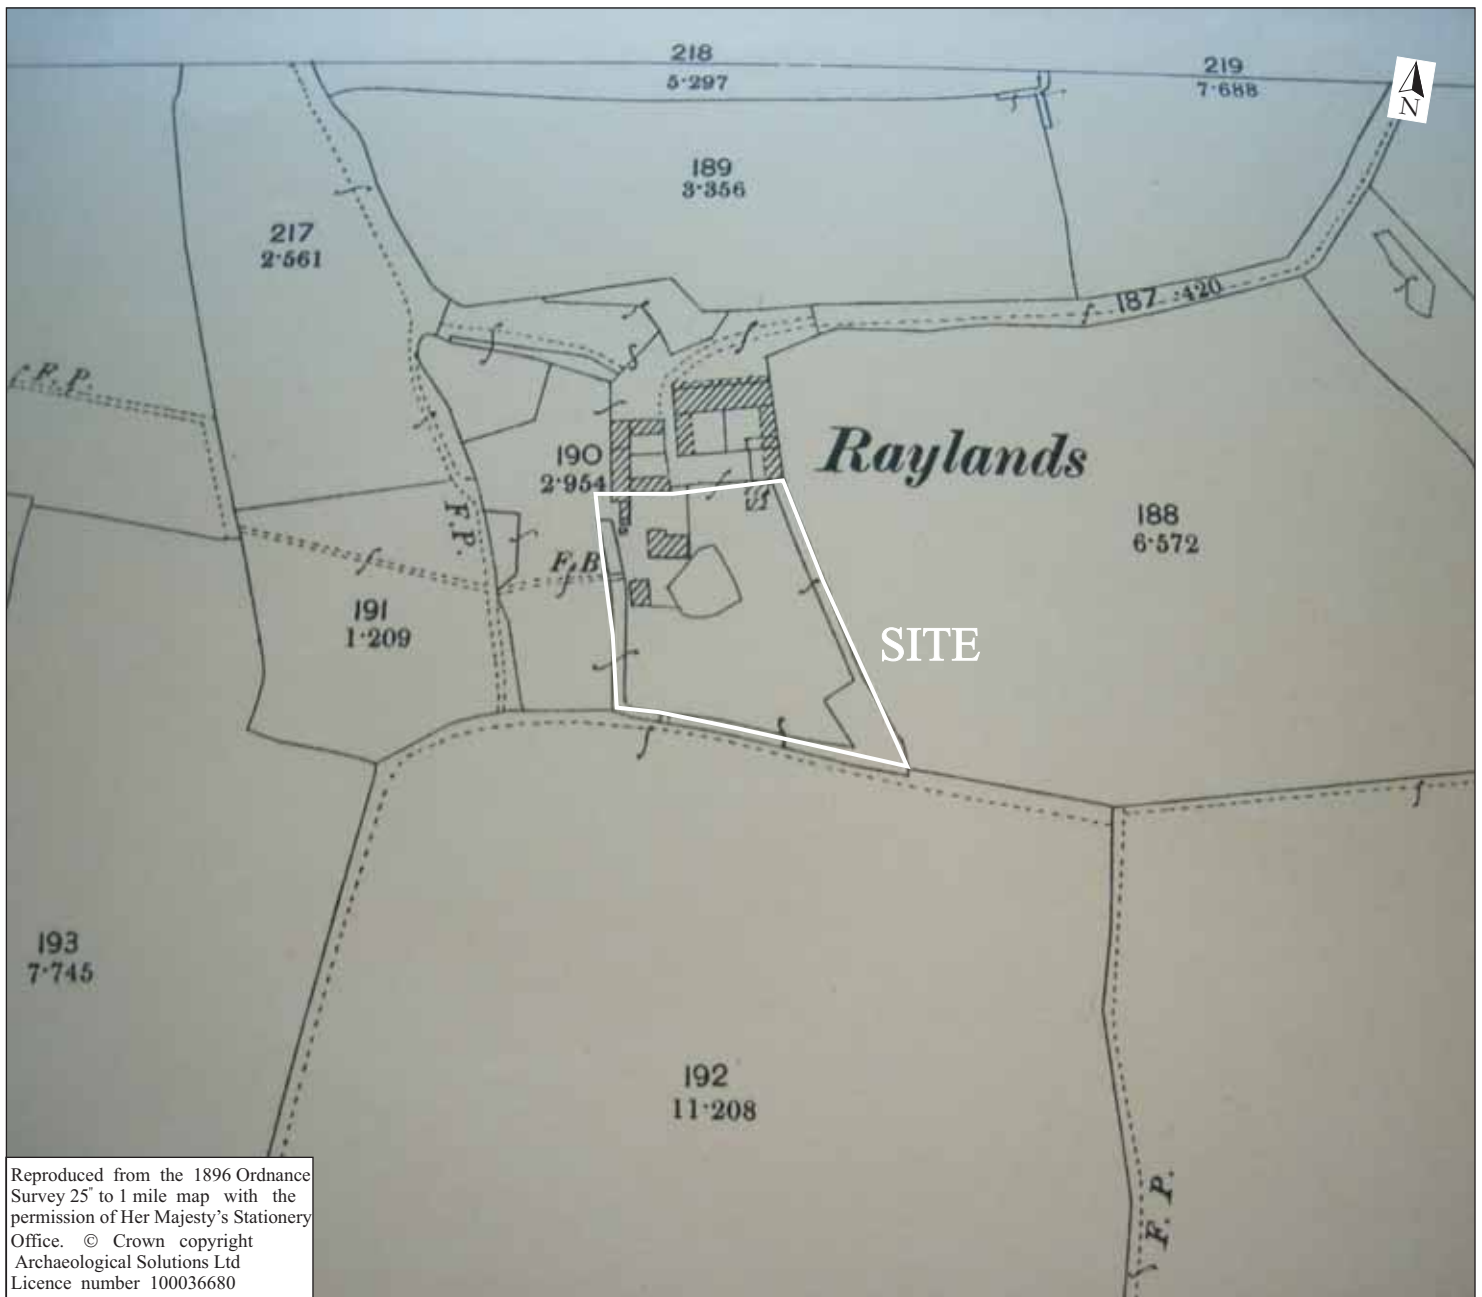 218
5·297
219
7·688
N
189
3·356
217
2·561
187 ·420
F.P.
Raylands
190
2·954
188
6·572
F.P.
F.B
191
1·209
SITE
193
7·745
192
11·208
F. P.
Reproduced from the 1896 Ordnance
Survey 25" to 1 mile map with the
permission of Her Majesty's Stationery
Office. © Crown copyright
Archaeological Solutions Ltd
Licence number 100036680